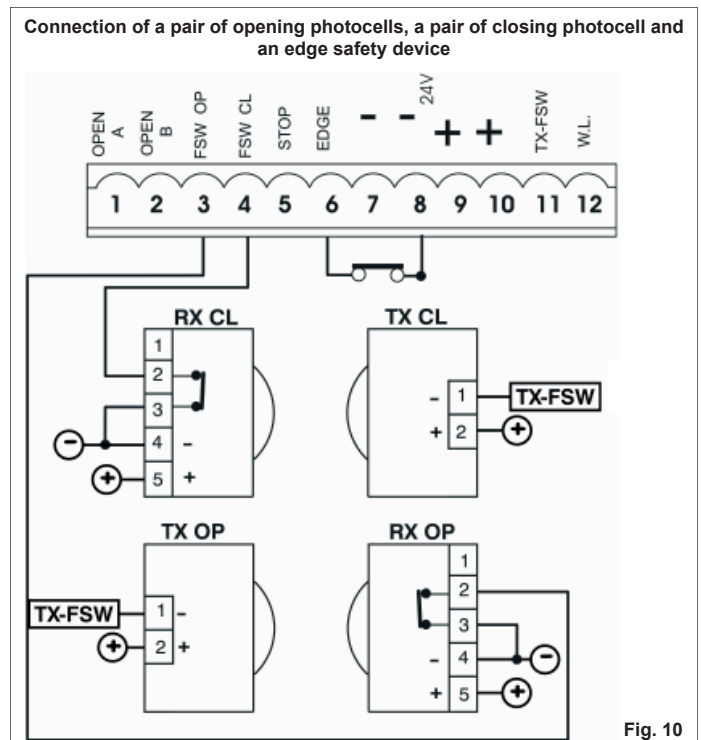 Connection of a pair of opening photocells, a pair of closing photocell and
an edge safety device
OPEN A
OPEN B
FSW OP
FSW CL
STOP
EDGE
- - 24V
+ +
TX-FSW
W.L.
1 2 3 4 5 6 7 8 9 10 11 12
RX CL
1
2
3
- 4 -
+ 5 +
TX CL
- 1 TX-FSW
+ 2 +
TX OP
TX-FSW 1 -
+ 2 +
RX OP
1
2
3
- 4 -
+ 5 +
Fig. 10